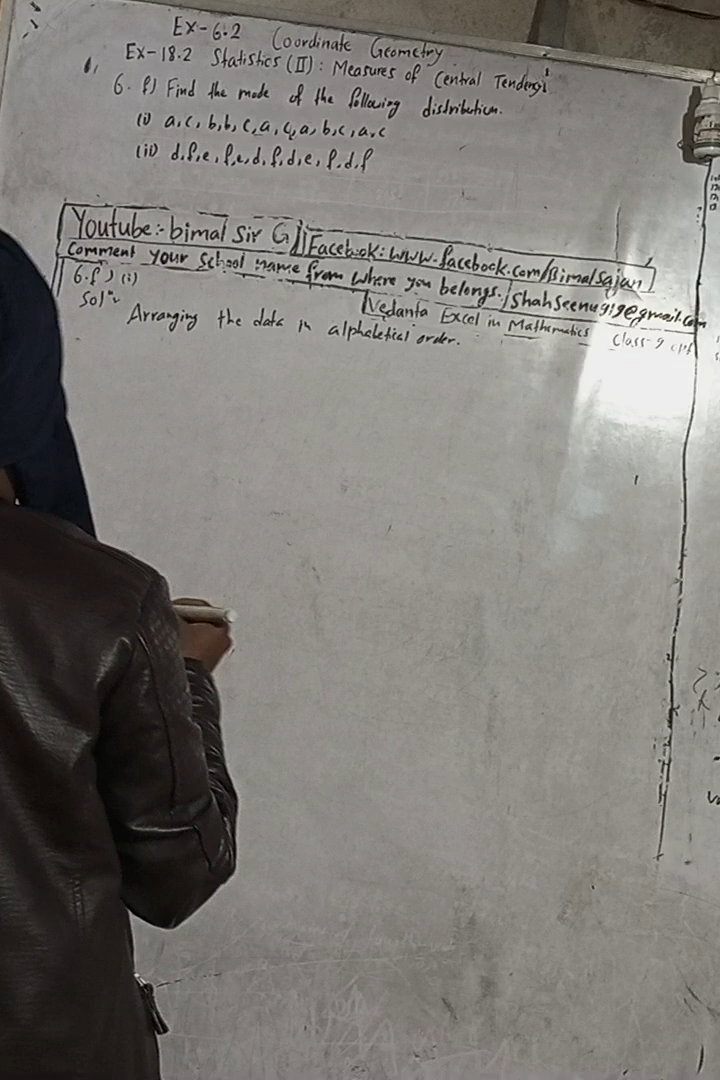 Ex-6.2 Coordinate Geometry
Ex-18.2 Statistics (II): Measures of Central Tendency
6. f) Find the mode of the following distribution.
(i) a, c, b, b, c, a, c, a, b, c, a, c
(ii) d, f, e, f, e, d, f, d, e, f, d, f
Youtube:- bimal Sir G
Facebook: www.facebook.com/Bimalsajan
Comment your School name from where you belongs. / Shahseenu919@gmail.com
6. f) (i)
Vedanta Excel in Mathematics Class-9
Solⁿ
Arranging the data in alphabetical order.